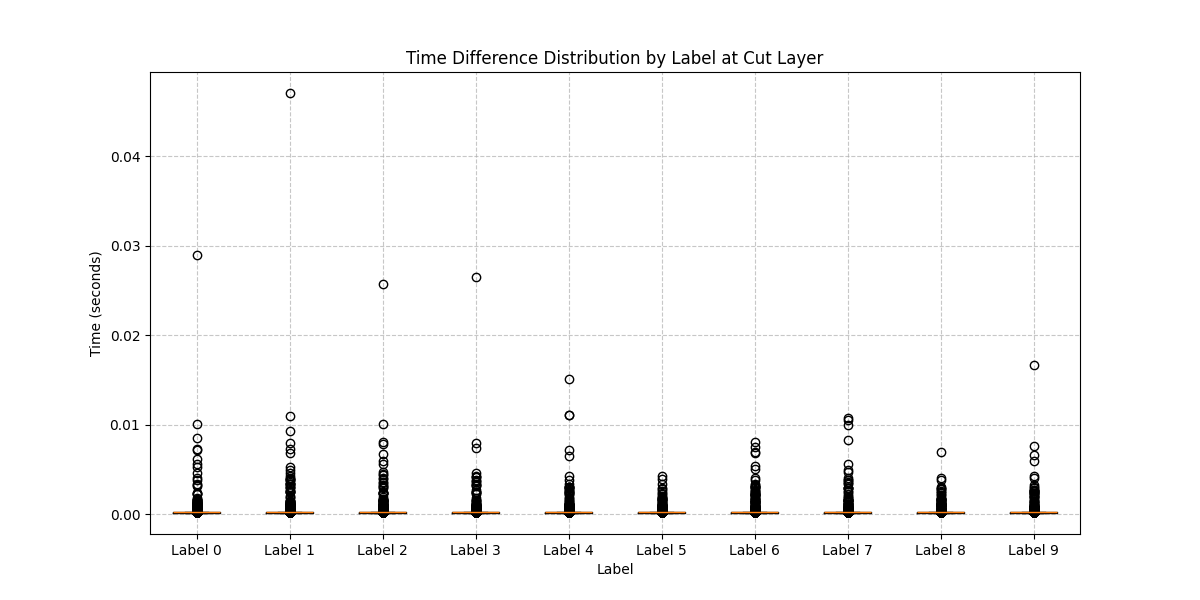 Time Difference Distribution by Label at Cut Layer
0.04
0.03
0.02
0.01
0.00
Time (seconds)
Label 0 Label 1 Label 2 Label 3 Label 4 Label 5 Label 6 Label 7 Label 8 Label 9
Label